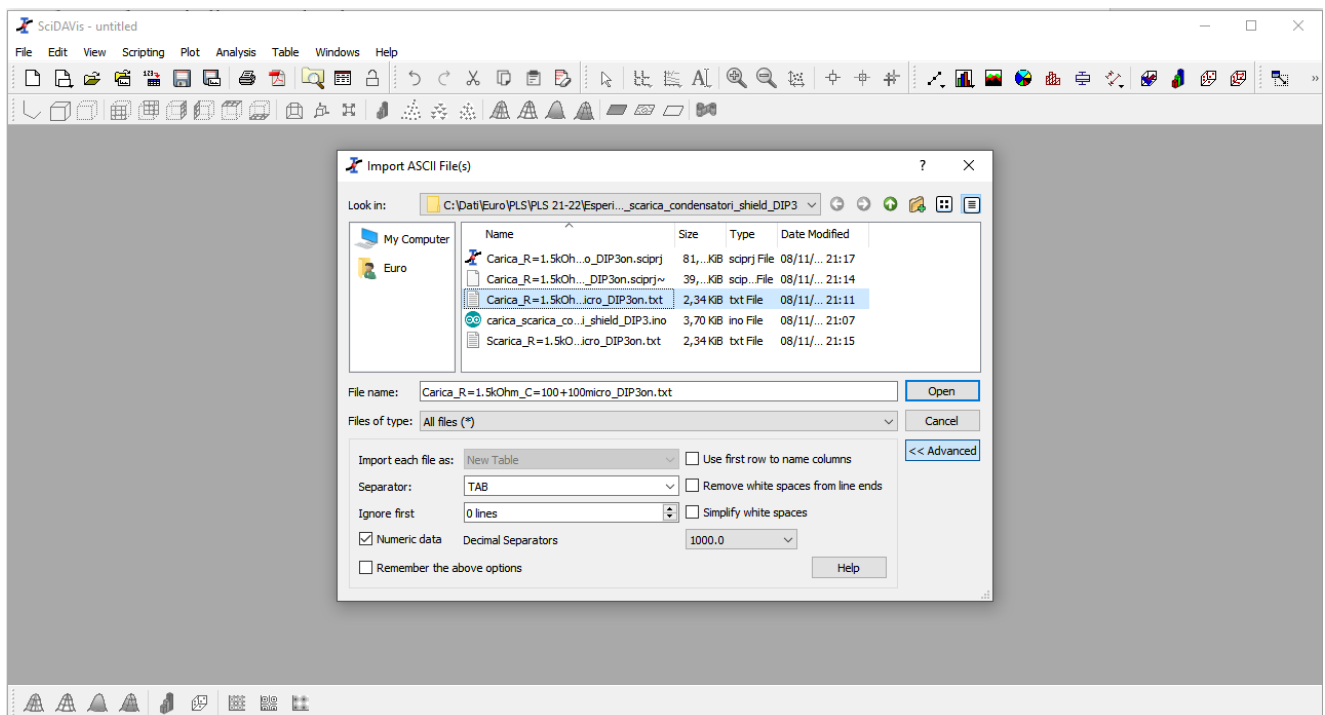 SciDAVis - untitled
File Edit View Scripting Plot Analysis Table Windows Help
Import ASCII File(s)
Look in: C:\Dati\Euro\PLS\PLS 21-22\Esperi..._scarica_condensatori_shield_DIP3
My Computer
Euro
Name Size Type Date Modified
Carica_R=1.5kOh...o_DIP3on.sciprj 81,...KiB sciprj File 08/11/... 21:17
Carica_R=1.5kOh..._DIP3on.sciprj~ 39,...KiB scip...File 08/11/... 21:14
Carica_R=1.5kOh...icro_DIP3on.txt 2,34 KiB txt File 08/11/... 21:11
carica_scarica_co...i_shield_DIP3.ino 3,70 KiB ino File 08/11/... 21:07
Scarica_R=1.5kO...icro_DIP3on.txt 2,34 KiB txt File 08/11/... 21:15
File name: Carica_R=1.5kOhm_C=100+100micro_DIP3on.txt Open
Files of type: All files (*) Cancel
<< Advanced
Import each file as: New Table Use first row to name columns
Separator: TAB Remove white spaces from line ends
Ignore first 0 lines Simplify white spaces
Numeric data Decimal Separators 1000.0
Remember the above options Help